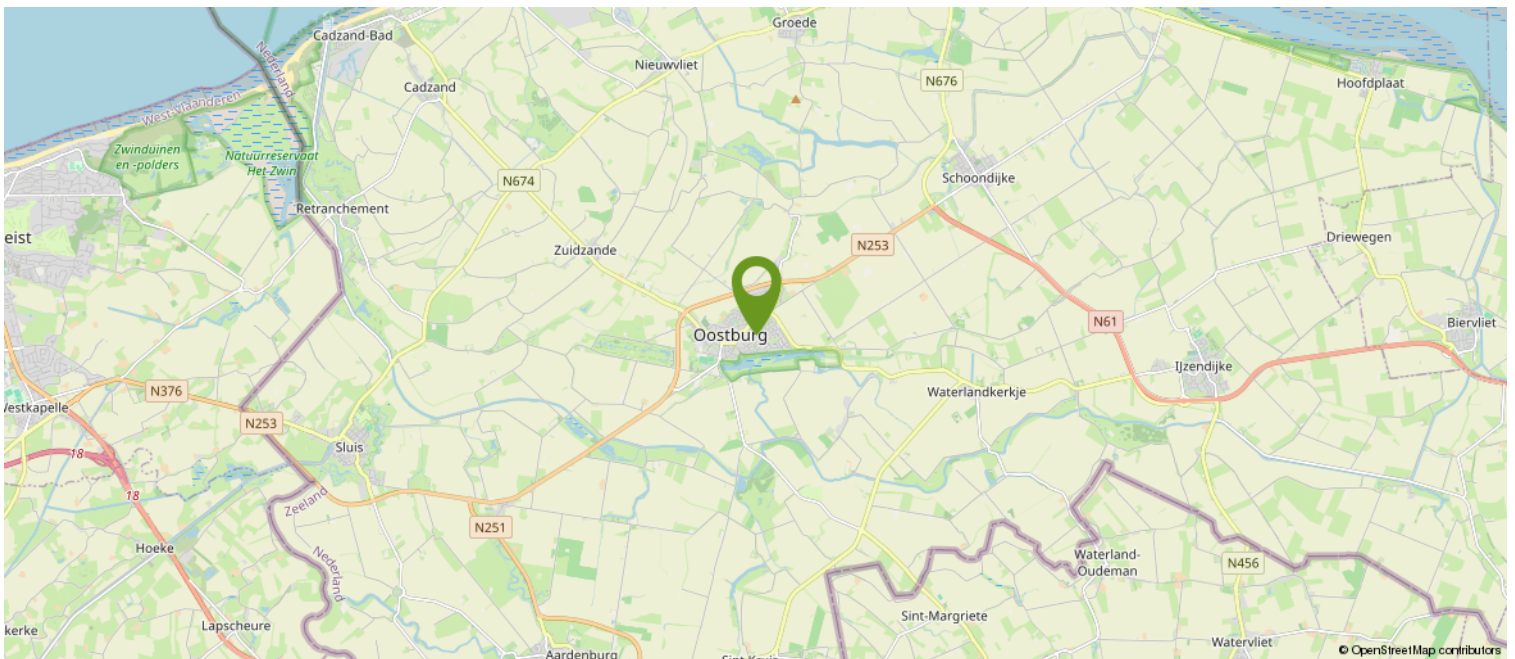 Groede
Cadzand-Bad
Nederland
Nieuwvliet
N676
Hoofdplaat
Cadzand
West-Vlaanderen
Zwinduinen
en -polders
Natuurreservaat
Het Zwin
N674
Schoondijke
Retranchement
eist
Zuidzande
N253
Driewegen
N61
Biervliet
Oostburg
IJzendijke
N376
Waterlandkerkje
Westkapelle
N253
Sluis
18
18
Zeeland
N251
Hoeke
Nederland
Waterland-
Oudeman
N456
Sint-Margriete
Lapscheure
kerke
Watervliet
Aardenburg
© OpenStreetMap contributors